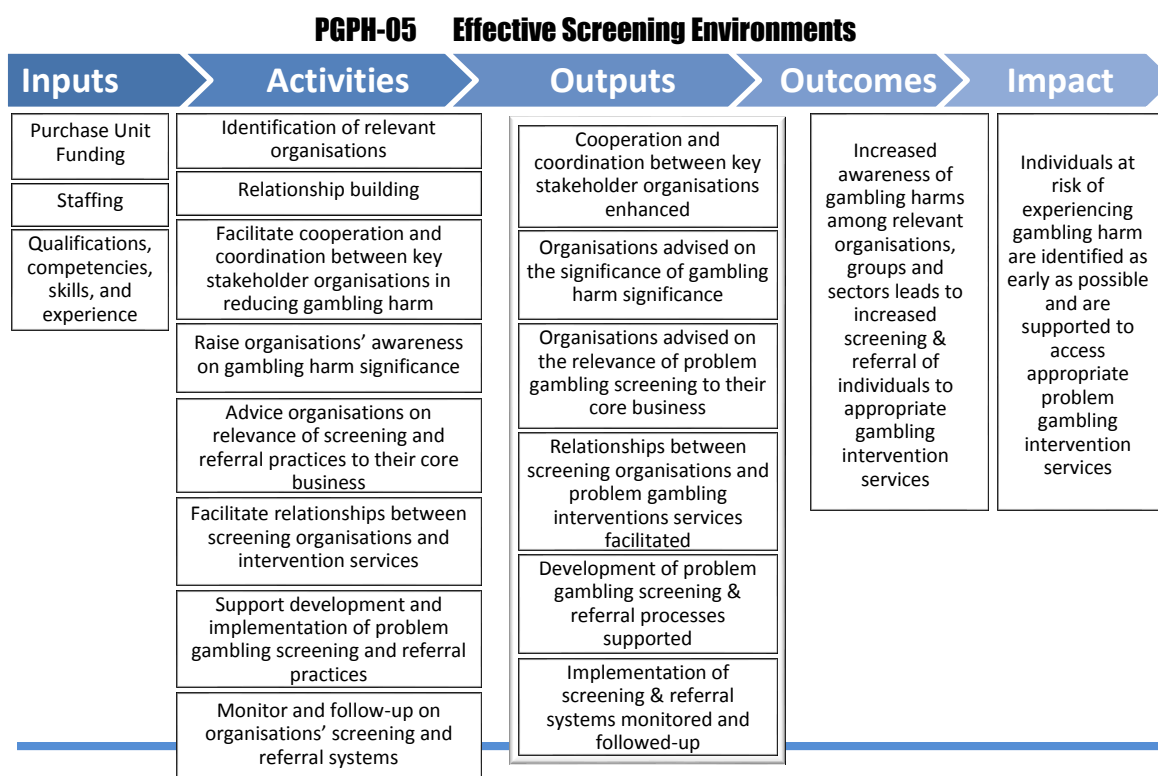 PGPH-05 Effective Screening Environments
Inputs
Activities
Outputs
Outcomes
Impact
Purchase Unit
Funding
Staffing
Qualifications,
competencies,
skills, and
experience
Identification of relevant
organisations
Relationship building
Facilitate cooperation and
coordination between key
stakeholder organisations in
reducing gambling harm
Raise organisations’ awareness
on gambling harm significance
Advice organisations on
relevance of screening and
referral practices to their core
business
Facilitate relationships between
screening organisations and
intervention services
Support development and
implementation of problem
gambling screening and referral
practices
Monitor and follow-up on
organisations’ screening and
referral systems
Cooperation and
coordination between key
stakeholder organisations
enhanced
Organisations advised on
the significance of gambling
harm significance
Organisations advised on
the relevance of problem
gambling screening to their
core business
Relationships between
screening organisations and
problem gambling
interventions services
facilitated
Development of problem
gambling screening &
referral processes
supported
Implementation of
screening & referral
systems monitored and
followed-up
Increased
awareness of
gambling harms
among relevant
organisations,
groups and
sectors leads to
increased
screening &
referral of
individuals to
appropriate
gambling
intervention
services
Individuals at
risk of
experiencing
gambling harm
are identified as
early as possible
and are
supported to
access
appropriate
problem
gambling
intervention
services